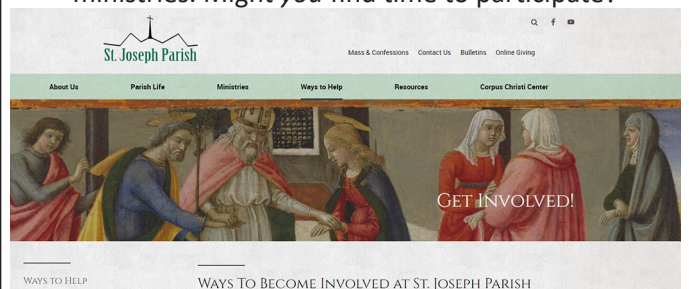 ministries. Might you find time to participate?
St. Joseph Parish
Mass & Confessions Contact Us Bulletins Online Giving
About Us Parish Life Ministries Ways to Help Resources Corpus Christi Center
GET INVOLVED!
WAYS TO HELP
WAYS TO BECOME INVOLVED AT ST. JOSEPH PARISH